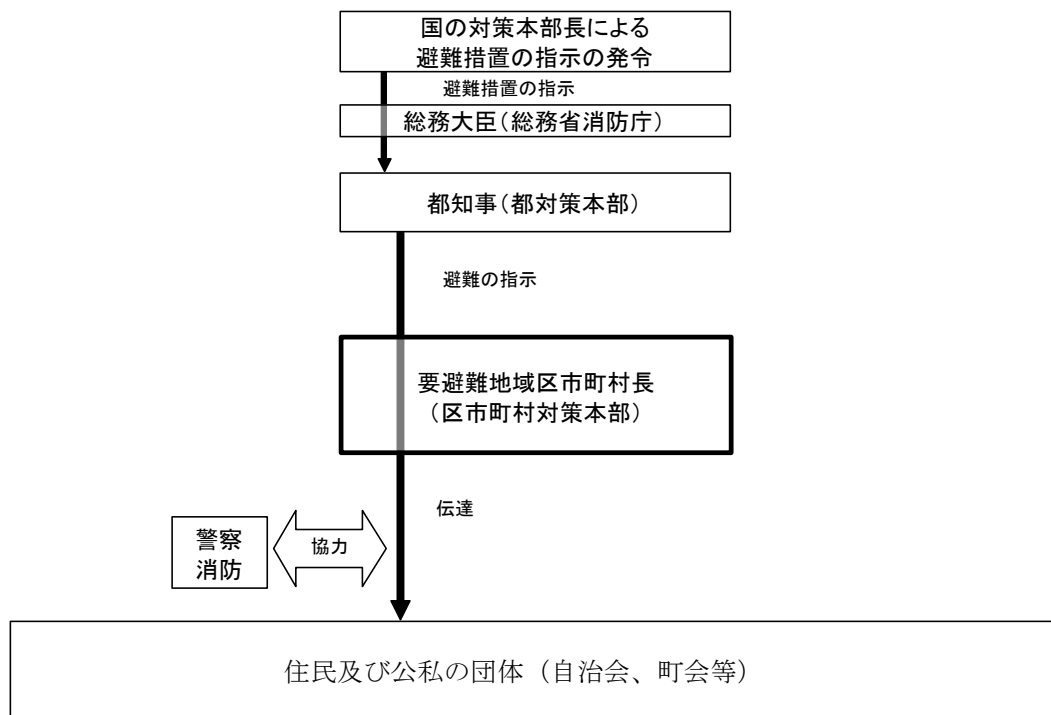 国の対策本部長による
避難措置の指示の発令
避難措置の指示
総務大臣（総務省消防庁）
都知事（都対策本部）
避難の指示
要避難地域区市町村長
（区市町村対策本部）
伝達
警察
消防
協力
住民及び公私の団体（自治会、町会等）